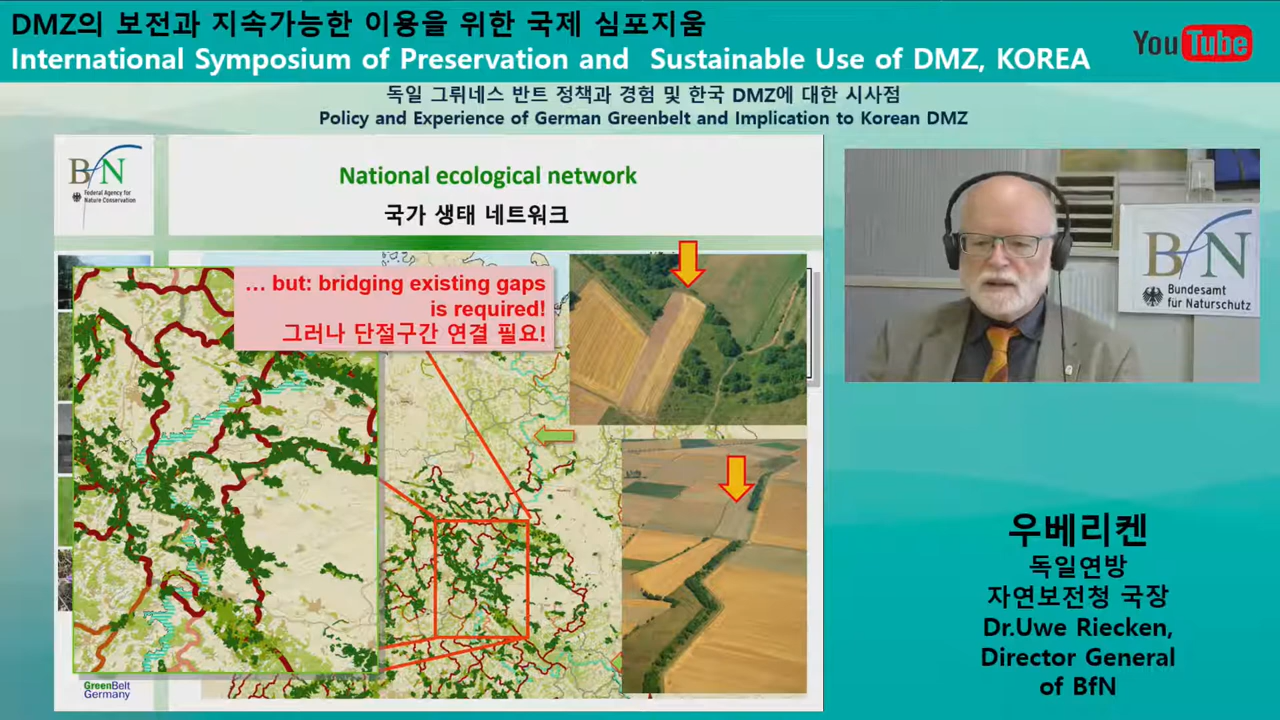 DMZ의 보전과 지속가능한 이용을 위한 국제 심포지움
International Symposium of Preservation and Sustainable Use of DMZ, KOREA
YouTube
독일 그뤼네스 반트 정책과 경험 및 한국 DMZ에 대한 시사점
Policy and Experience of German Greenbelt and Implication to Korean DMZ
BfN
Federal Agency for
Nature Conservation
National ecological network
국가 생태 네트워크
... but: bridging existing gaps
is required!
그러나 단절구간 연결 필요!
GreenBelt
Germany
BfN
Bundesamt
für Naturschutz
우베리켄
독일연방
자연보전청 국장
Dr.Uwe Riecken,
Director General
of BfN